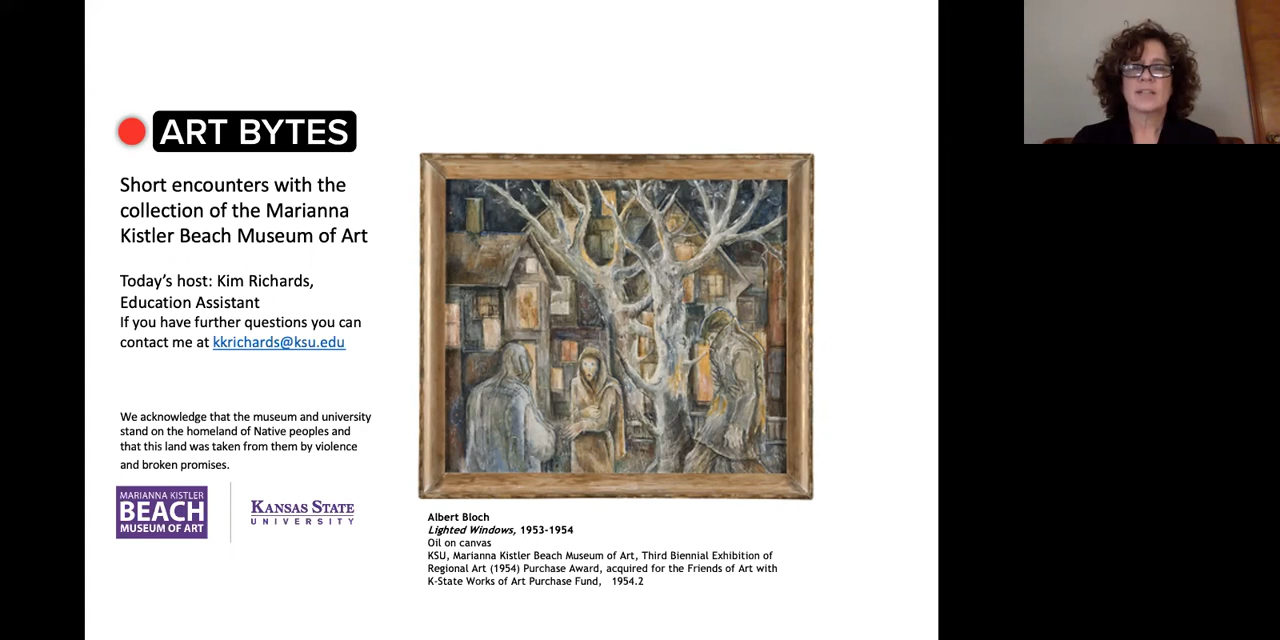 ART BYTES
Short encounters with the
collection of the Marianna
Kistler Beach Museum of Art
Today's host: Kim Richards,
Education Assistant
If you have further questions you can
contact me at kkrichards@ksu.edu
We acknowledge that the museum and university
stand on the homeland of Native peoples and
that this land was taken from them by violence
and broken promises.
MARIANNA KISTLER
BEACH
MUSEUM OF ART
KANSAS STATE
UNIVERSITY
Albert Bloch
Lighted Windows, 1953-1954
Oil on canvas
KSU, Marianna Kistler Beach Museum of Art, Third Biennial Exhibition of
Regional Art (1954) Purchase Award, acquired for the Friends of Art with
K-State Works of Art Purchase Fund, 1954.2